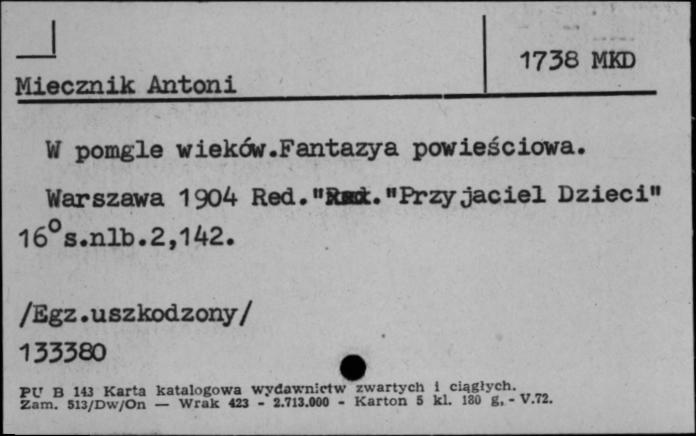 1738 MKD
Miecznik Antoni
W pomgle wieków.Fantazya powieściowa.
Warszawa 1904 Red."Red."Przyjaciel Dzieci"
16°s.nlb.2,142.
/Egz.uszkodzony/
133380
PU B 143 Karta katalogowa wydawnictw zwartych i ciągłych.
Zam. 513/Dw/On — Wrak 423 - 2.713.000 - Karton 5 kl. 180 g, - V.72.